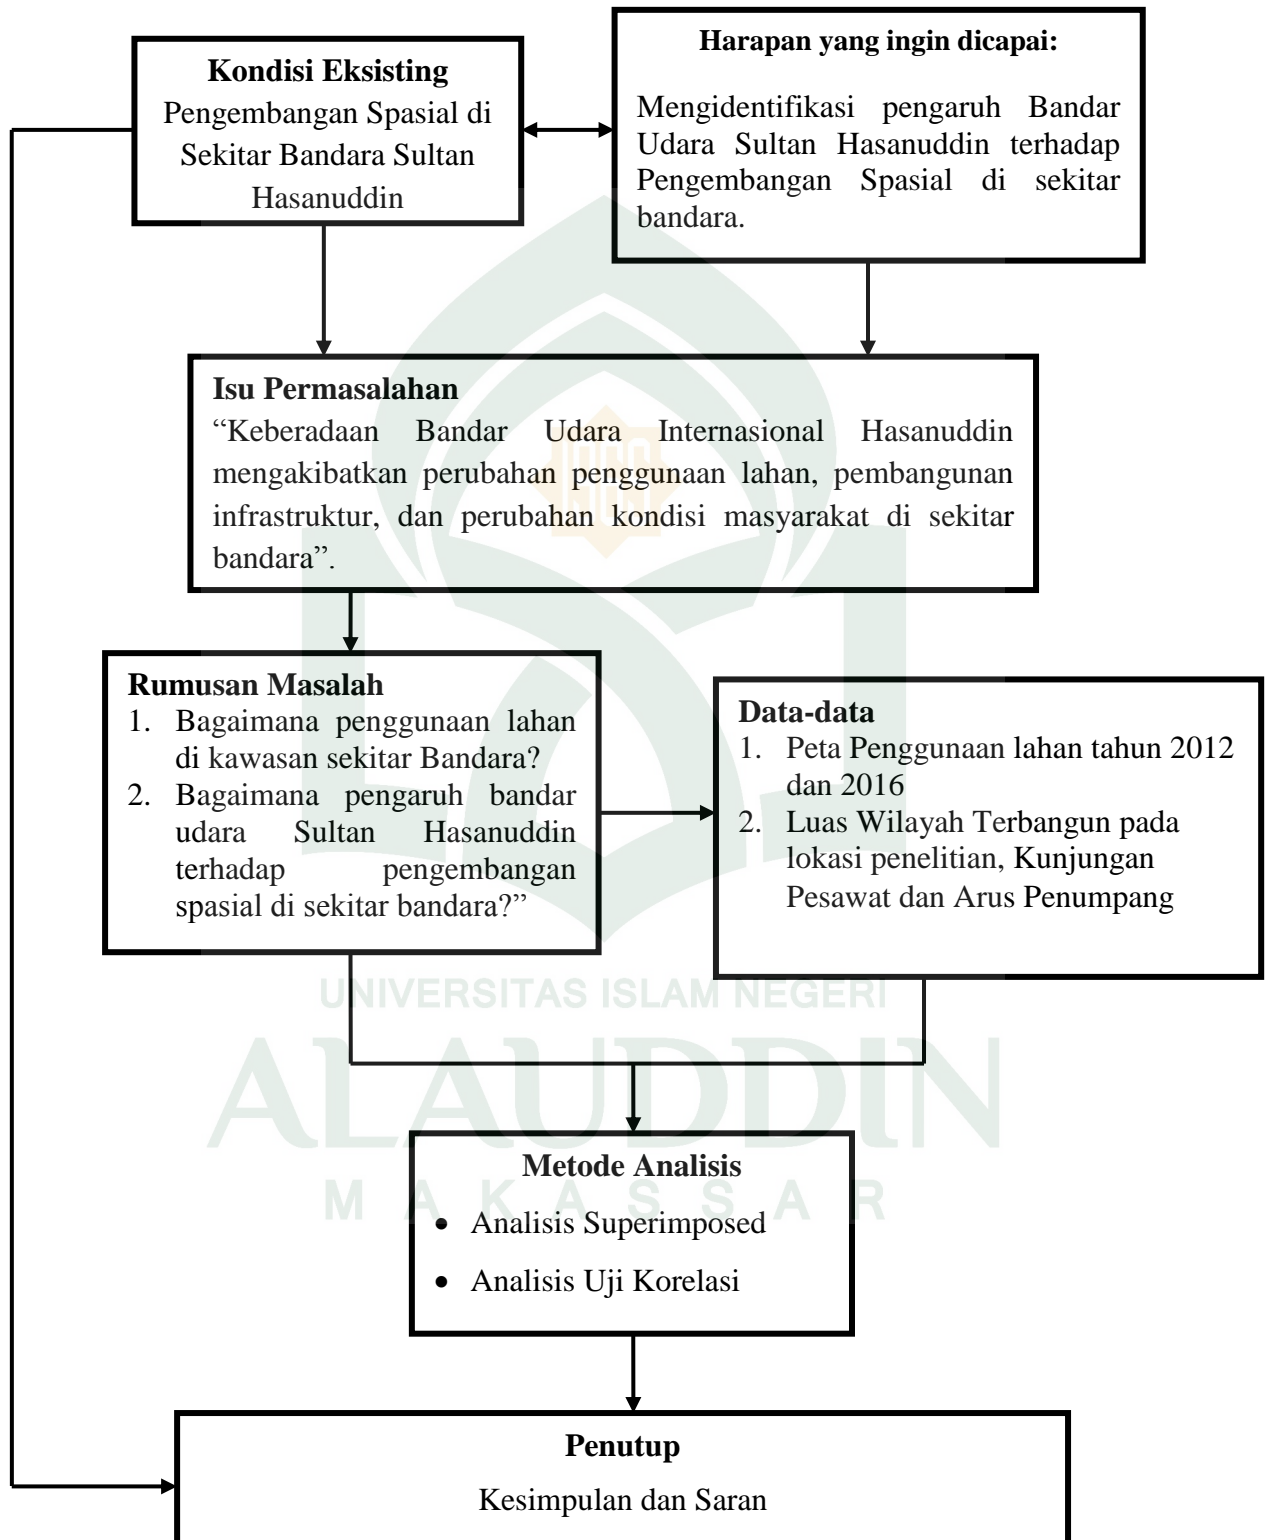 Kondisi Eksisting
Pengembangan Spasial di
Sekitar Bandara Sultan
Hasanuddin
Harapan yang ingin dicapai:
Mengidentifikasi pengaruh Bandar
Udara Sultan Hasanuddin terhadap
Pengembangan Spasial di sekitar
bandara.
Isu Permasalahan
“Keberadaan Bandar Udara Internasional Hasanuddin
mengakibatkan perubahan penggunaan lahan, pembangunan
infrastruktur, dan perubahan kondisi masyarakat di sekitar
bandara”.
Rumusan Masalah
1. Bagaimana penggunaan lahan
di kawasan sekitar Bandara?
2. Bagaimana pengaruh bandar
udara Sultan Hasanuddin
terhadap pengembangan
spasial di sekitar bandara?”
Data-data
1. Peta Penggunaan lahan tahun 2012
dan 2016
2. Luas Wilayah Terbangun pada
lokasi penelitian, Kunjungan
Pesawat dan Arus Penumpang
UNIVERSITAS ISLAM NEGERI
ALAUDDIN
MAKASSAR
Metode Analisis
• Analisis Superimposed
• Analisis Uji Korelasi
Penutup
Kesimpulan dan Saran